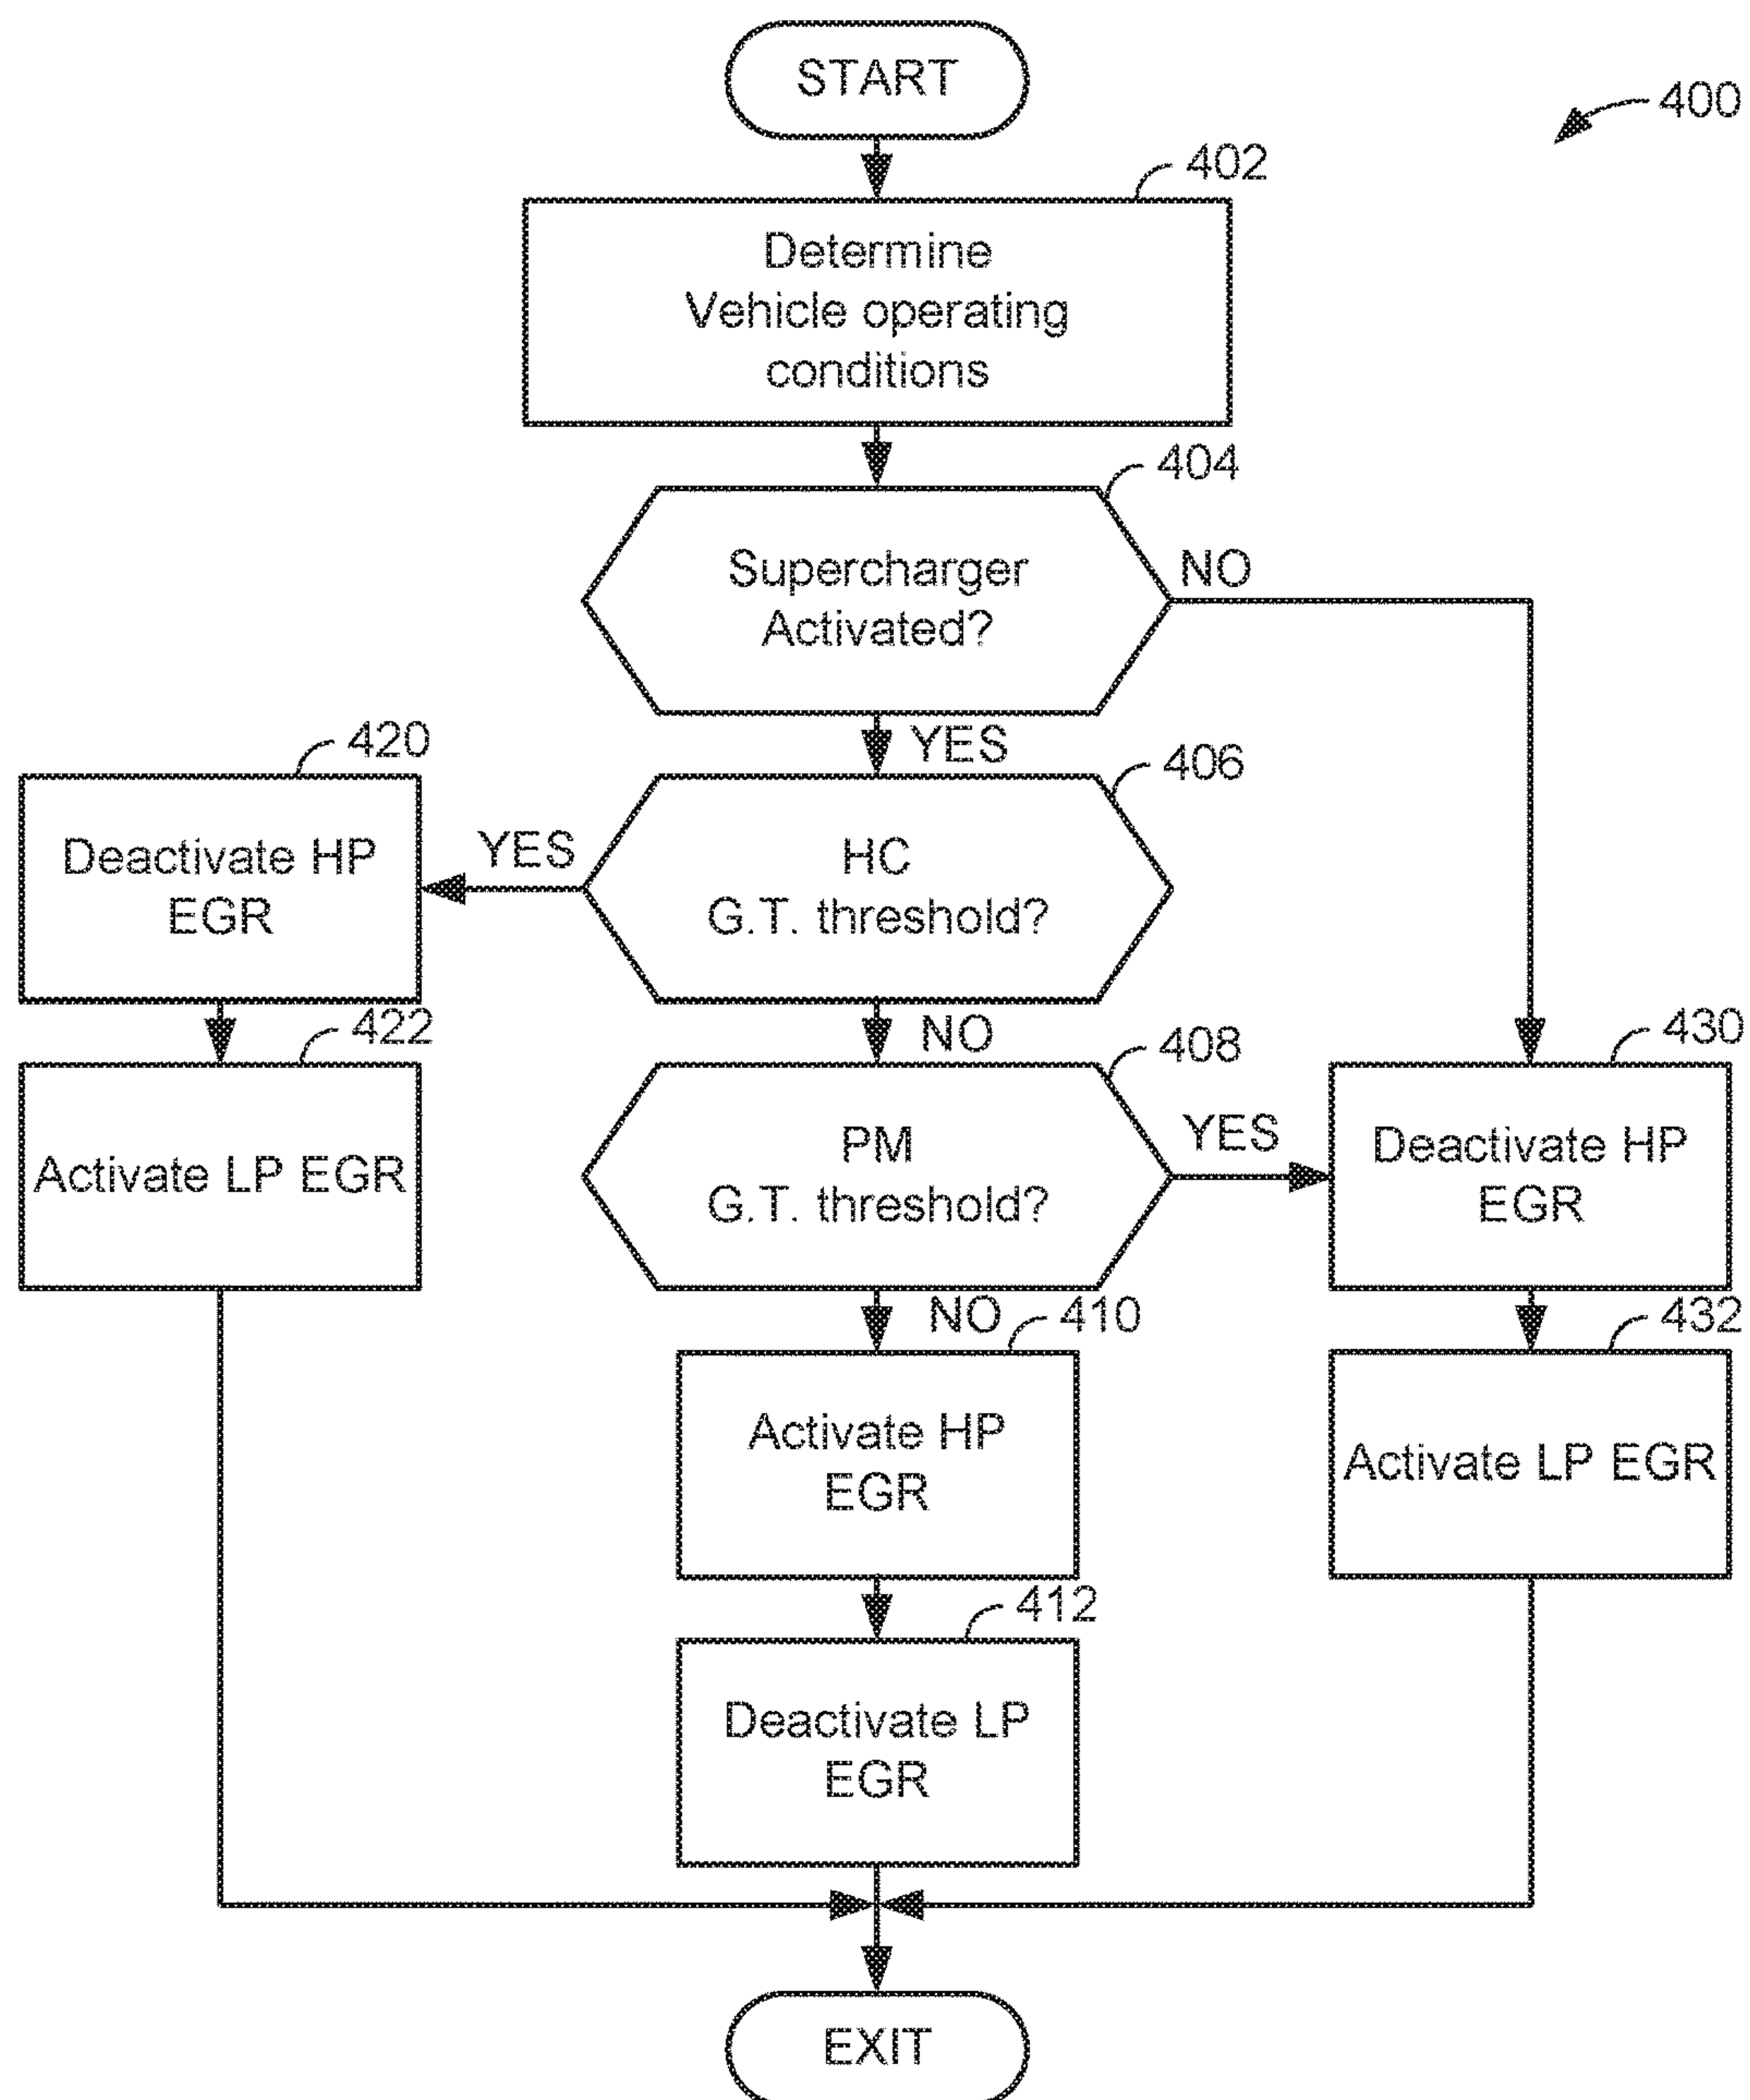 START
400
402
Determine
Vehicle operating
conditions
404
Supercharger
Activated?
NO
YES
420
406
Deactivate HP
EGR
YES
HC
G.T. threshold?
NO
422
408
430
Activate LP EGR
PM
G.T. threshold?
YES
Deactivate HP
EGR
NO
410
432
Activate HP
EGR
Activate LP EGR
412
Deactivate LP
EGR
EXIT